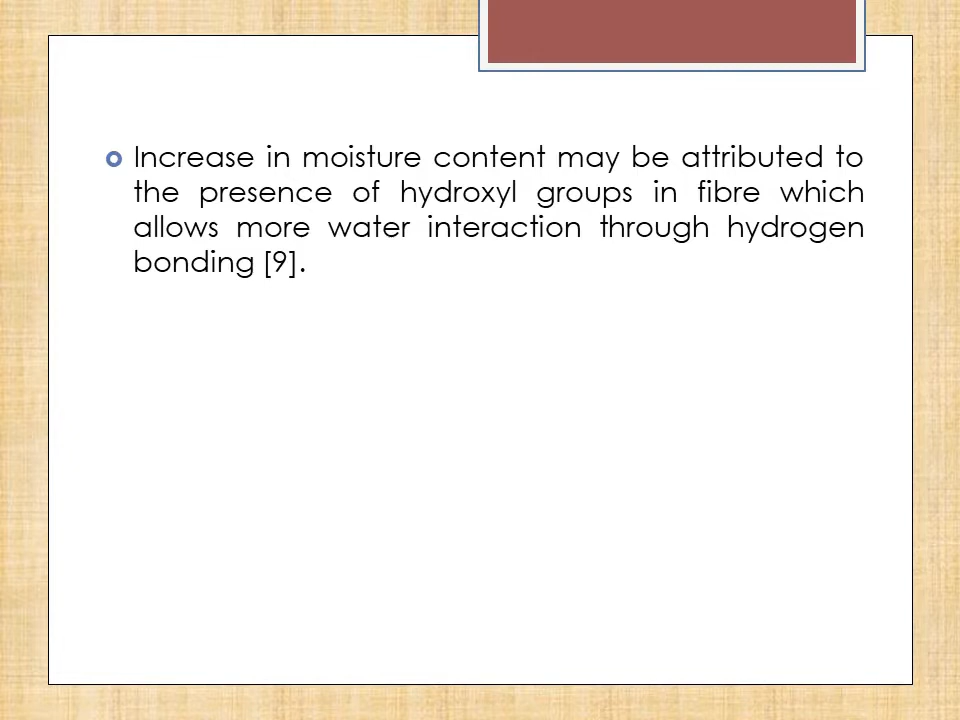 Increase in moisture content may be attributed to
the presence of hydroxyl groups in fibre which
allows more water interaction through hydrogen
bonding [9].